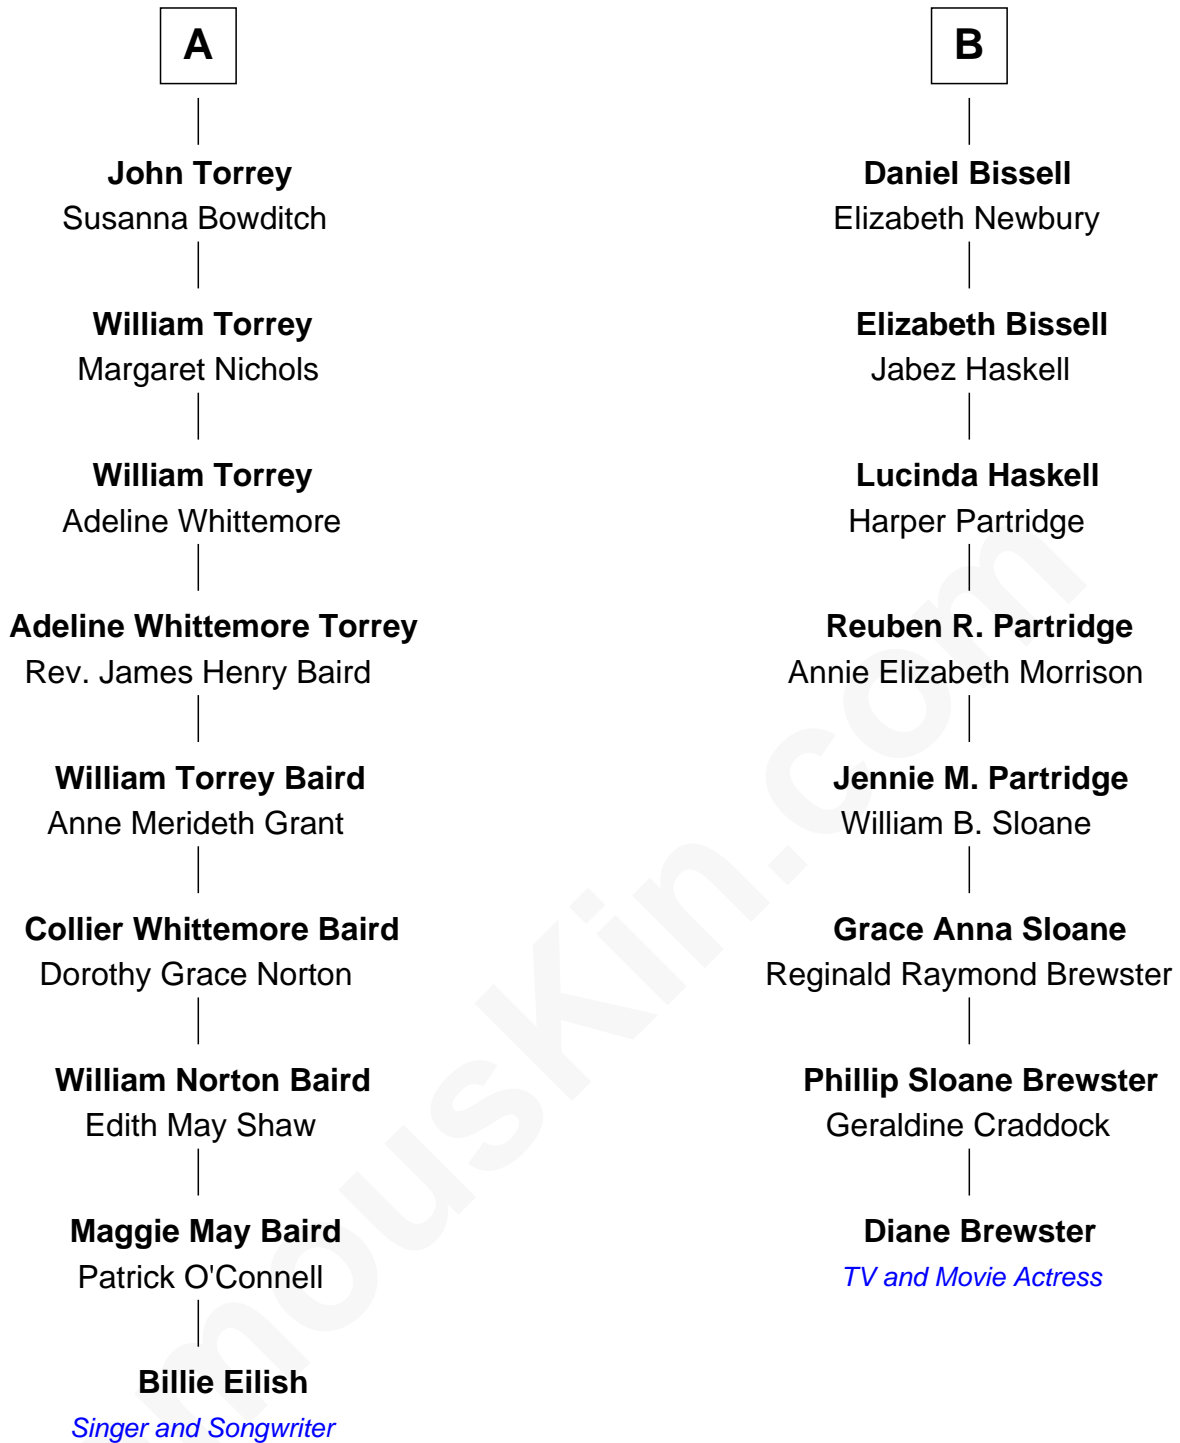 A
John Torrey
Susanna Bowditch
William Torrey
Margaret Nichols
William Torrey
Adeline Whittemore
Adeline Whittemore Torrey
Rev. James Henry Baird
William Torrey Baird
Anne Merideth Grant
Collier Whittemore Baird
Dorothy Grace Norton
William Norton Baird
Edith May Shaw
Maggie May Baird
Patrick O'Connell
Billie Eilish
Singer and Songwriter
B
Daniel Bissell
Elizabeth Newbury
Elizabeth Bissell
Jabez Haskell
Lucinda Haskell
Harper Partridge
Reuben R. Partridge
Annie Elizabeth Morrison
Jennie M. Partridge
William B. Sloane
Grace Anna Sloane
Reginald Raymond Brewster
Phillip Sloane Brewster
Geraldine Craddock
Diane Brewster
TV and Movie Actress
mouskin.com